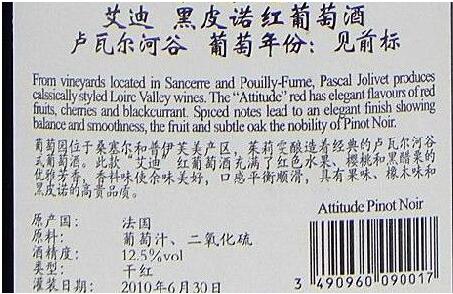 艾迪 黑皮诺红葡萄酒
卢瓦尔河谷 葡萄年份：见前标
From vineyards located in Sancerre and Pouilly-Fume, Pascal Jolivet produces
calssically styled Loirc Valley wines. The "Attitude" red has elegant flavours of red
fruits, cherries and blackcurrant. Spiced notes lead to an elegant finish showing
balance and smoothness, the fruit and subtle oak the nobility of Pinot Noir.
葡萄园位于桑塞尔和普伊芙美产区，茱莉雯酿造着经典的卢瓦尔河谷
葡萄酒。此款"艾迪"红葡萄酒充满了红色水果、樱桃和黑醋栗的
优雅芳香，香料味使余味美好，口感平衡顺滑，具有果味、橡木味和
黑皮诺的高贵品质。
Attitude Pinot Noir
原产国： 法国
原料： 葡萄汁、二氧化硫
酒精度： 12.5%vol
类型： 干红
灌装日期： 2010年6月30日
3 490960 090017